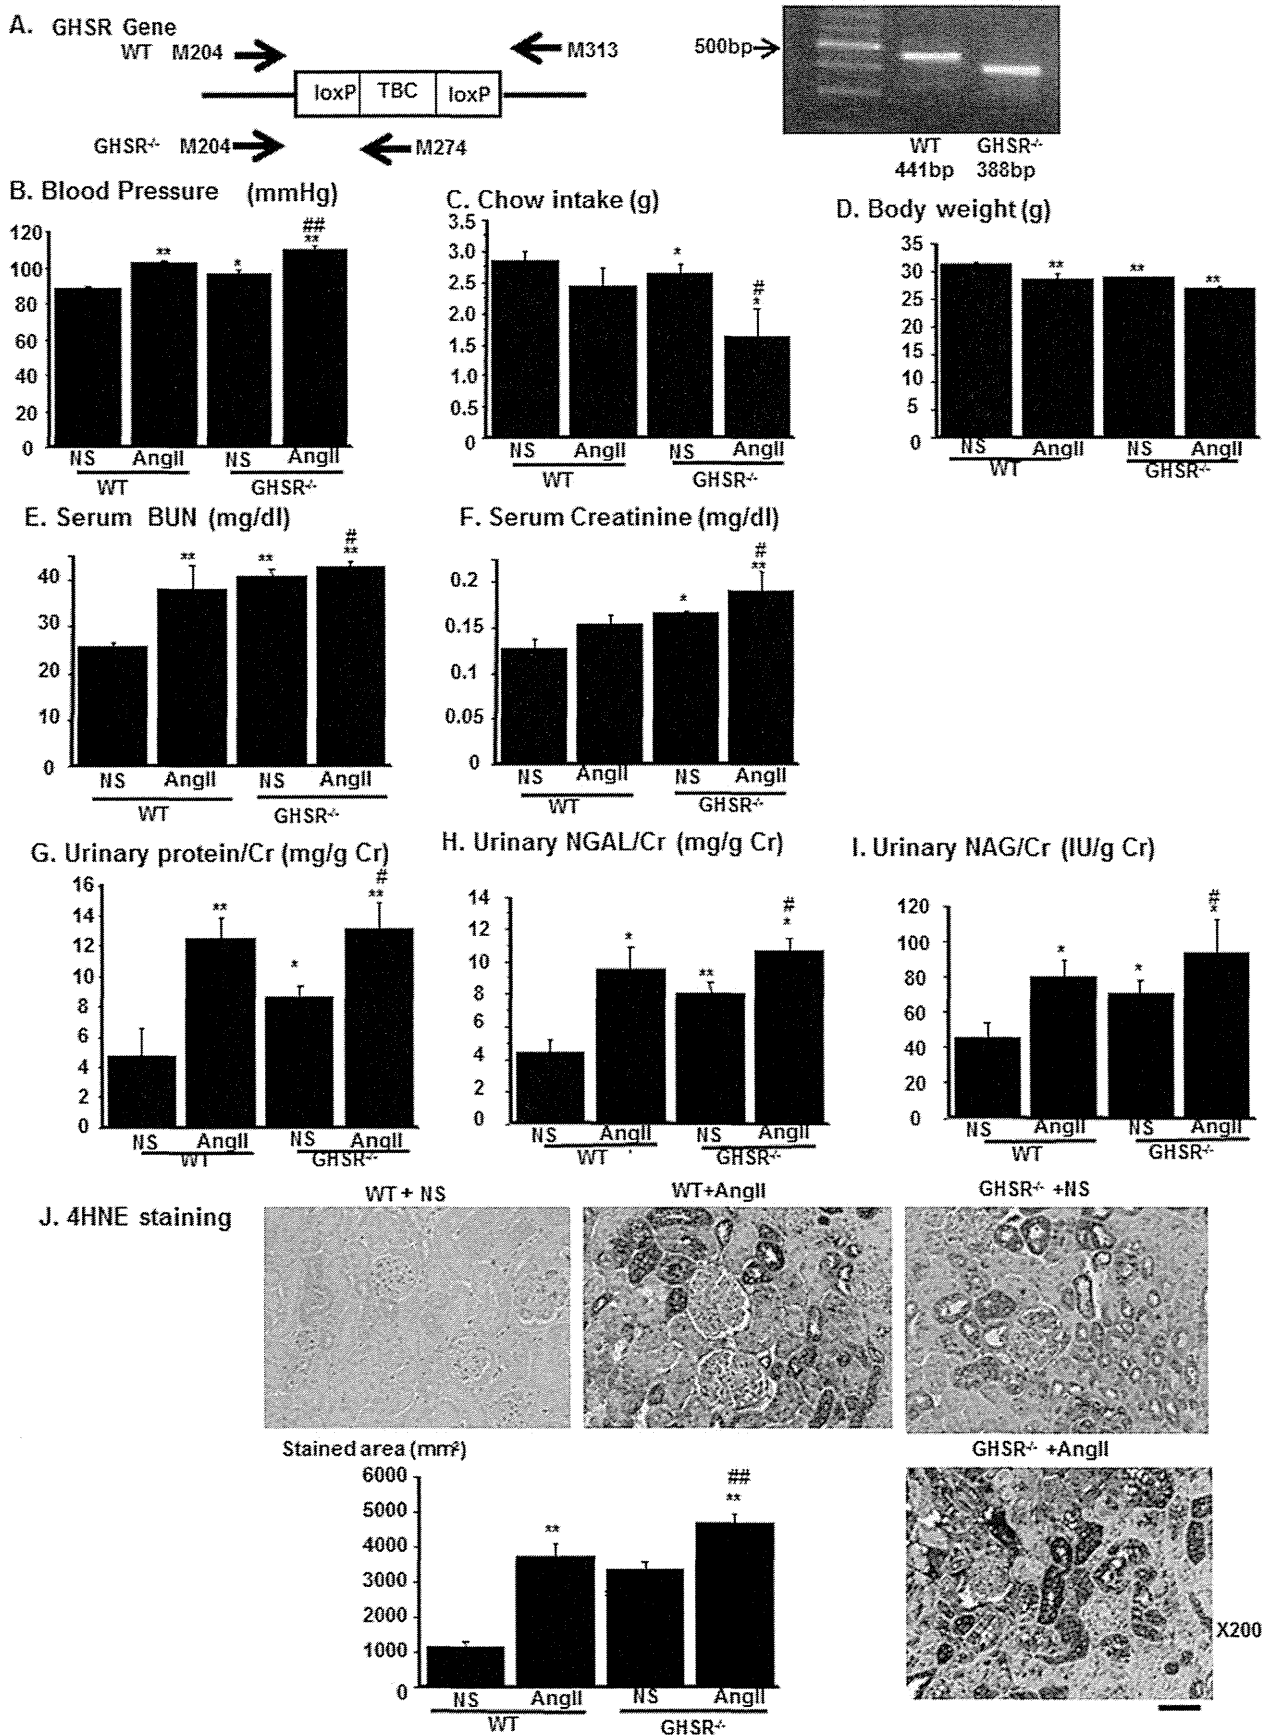 A. GHSR Gene
WT M204
M313
loxP TBC loxP
GHSR-/- M204
M274
500bp
WT GHSR-/-
441bp 388bp
B. Blood Pressure (mmHg)
120
100
80
60
40
20
0
**
*
##
**
NS AngII NS AngII
WT GHSR-/-
C. Chow intake (g)
3.5
3.0
2.5
2.0
1.5
1.0
0.5
0
*
#
*
NS AngII NS AngII
WT GHSR-/-
D. Body weight (g)
35
30
25
20
15
10
5
0
**
**
**
NS AngII NS AngII
WT GHSR-/-
E. Serum BUN (mg/dl)
40
30
20
10
0
**
**
#
**
NS AngII NS AngII
WT GHSR-/-
F. Serum Creatinine (mg/dl)
0.2
0.15
0.1
0.05
0
*
#
**
NS AngII NS AngII
WT GHSR-/-
G. Urinary protein/Cr (mg/g Cr)
16
14
12
10
8
6
4
2
0
**
*
#
**
NS AngII NS AngII
WT GHSR-/-
H. Urinary NGAL/Cr (mg/g Cr)
14
12
10
8
6
4
2
0
*
**
#
*
NS AngII NS AngII
WT GHSR-/-
I. Urinary NAG/Cr (IU/g Cr)
120
100
80
60
40
20
0
*
*
#
*
NS AngII NS AngII
WT GHSR-/-
J. 4HNE staining
WT + NS
WT+AngII
GHSR-/- +NS
Stained area (mm²)
6000
5000
4000
3000
2000
1000
0
**
##
**
NS AngII NS AngII
WT GHSR-/-
GHSR-/- +AngII
X200